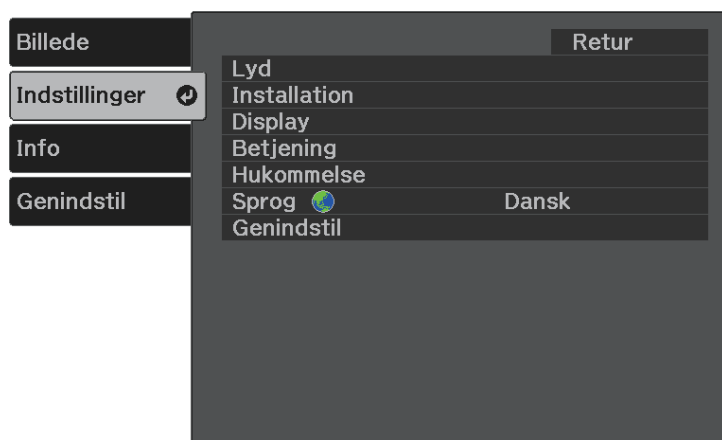 Billede
Indstillinger
Info
Genindstil
Retur
Lyd
Installation
Display
Betjening
Hukommelse
Sprog Dansk
Genindstil